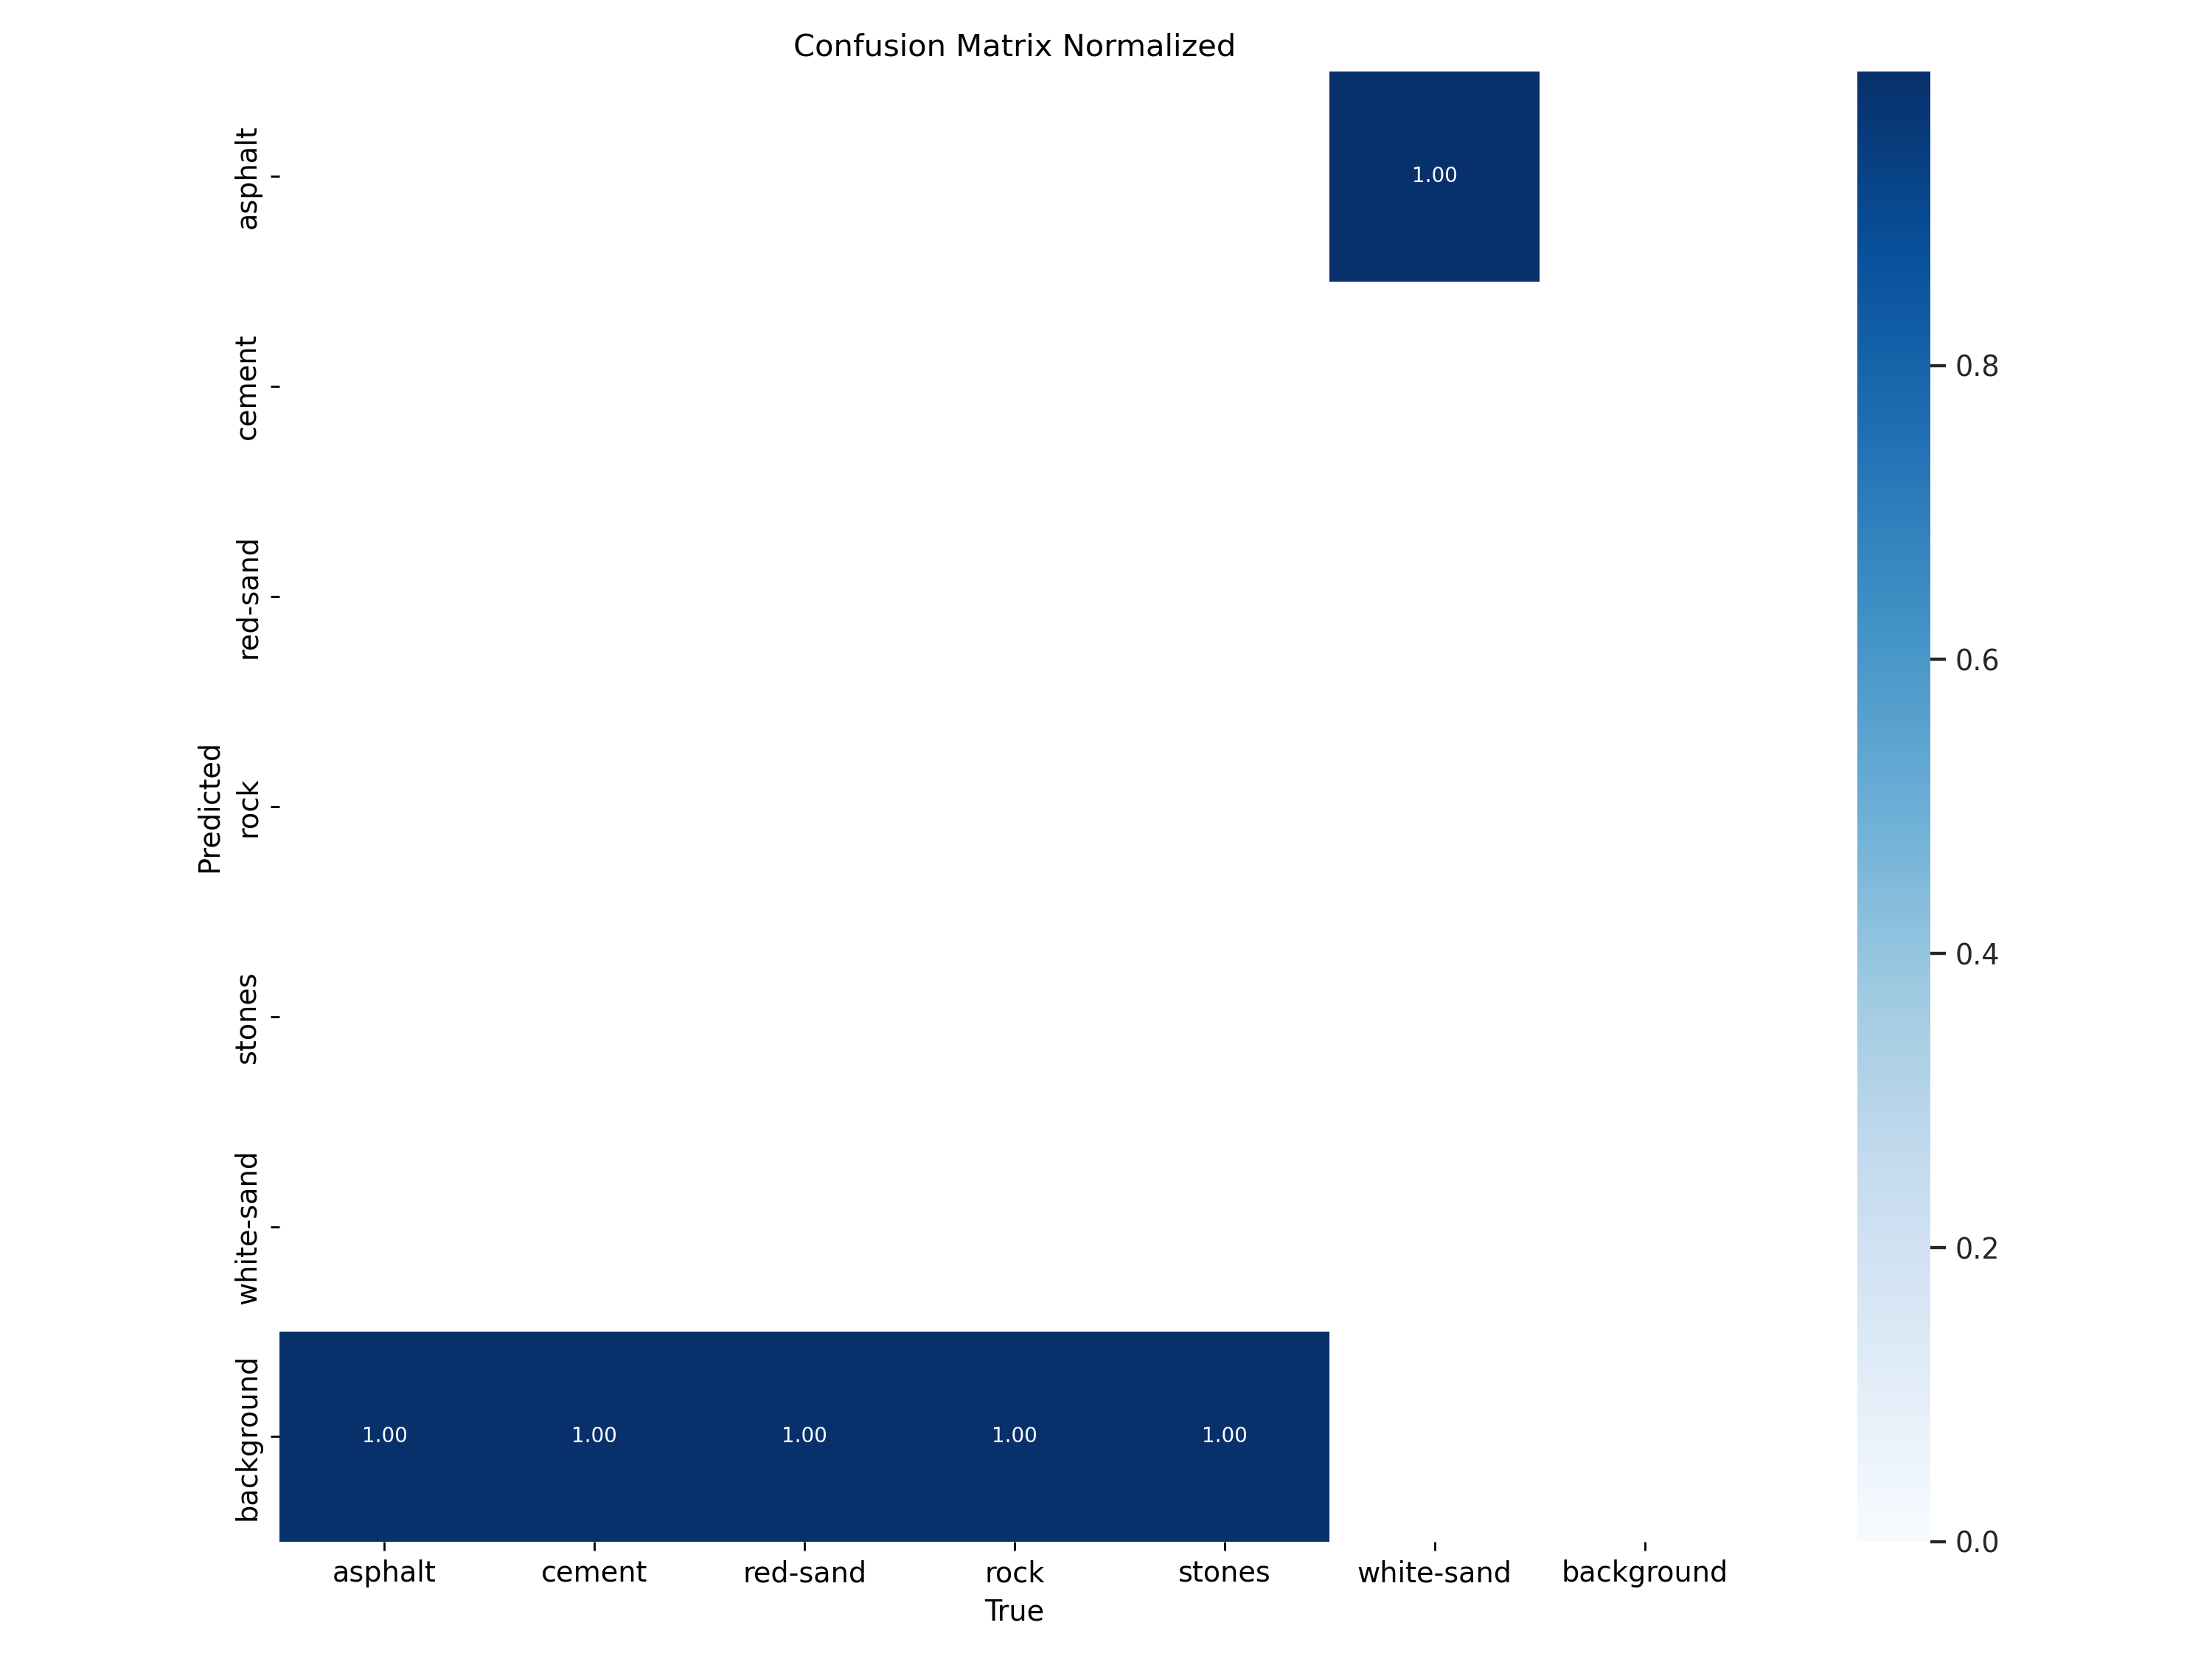 Confusion Matrix Normalized
Predicted
asphalt
1.00
cement
red-sand
rock
stones
white-sand
background
1.00 1.00 1.00 1.00 1.00
asphalt cement red-sand rock stones white-sand background
True
0.8
0.6
0.4
0.2
0.0